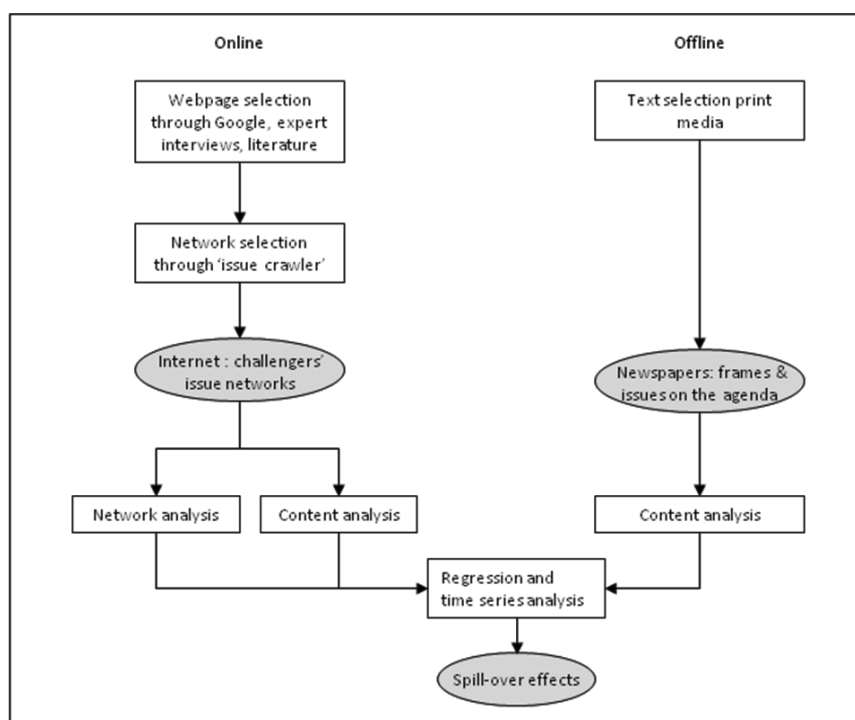 Online
Offline
Webpage selection
through Google, expert
interviews, literature
Text selection print
media
Network selection
through ‘issue crawler’
Internet : challengers’
issue networks
Newspapers: frames &
issues on the agenda
Network analysis
Content analysis
Content analysis
Regression and
time series analysis
Spill-over effects